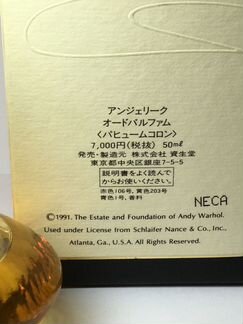 アンジェリーク
オードパルファム
〈パヒュームコロン〉
7,000円(税抜) 50ml
発売・製造元 株式会社 資生堂
東京都中央区銀座7-5-5
説明書をよく読んで
からお使いください。
赤色106号, 黄色203号
青色1号, 香料
NECA
©1991. The Estate and Foundation of Andy Warhol.
Used under License from Schlaifer Nance & Co., Inc.,
Atlanta, Ga., U.S.A. All Rights Reserved.